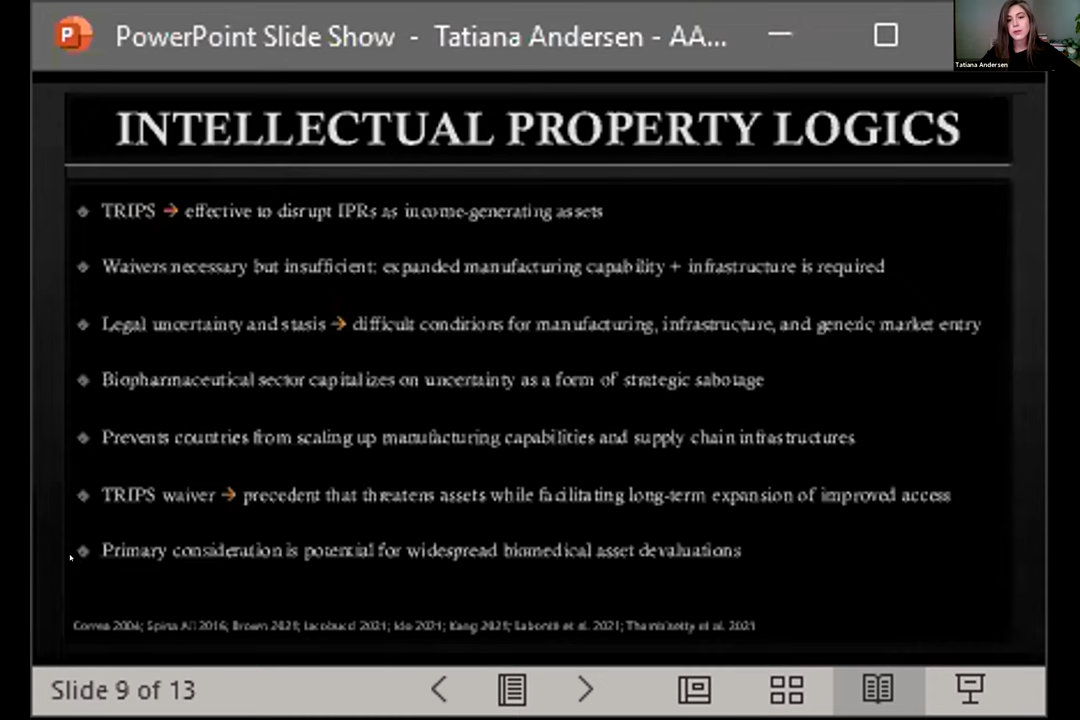 PowerPoint Slide Show - Tatiana Andersen - AA...
Tatiana Andersen
INTELLECTUAL PROPERTY LOGICS
TRIPS → effective to disrupt IPRs as income-generating assets
Waivers necessary but insufficient: expanded manufacturing capability + infrastructure is required
Legal uncertainty and stasis → difficult conditions for manufacturing, infrastructure, and generic market entry
Biopharmaceutical sector capitalizes on uncertainty as a form of strategic sabotage
Prevents countries from scaling up manufacturing capabilities and supply chain infrastructures
TRIPS waiver → precedent that threatens assets while facilitating long-term expansion of improved access
Primary consideration is potential for widespread biomedical asset devaluations
Correa 2004; 2016; Brown 2021; Iacobucci 2021; 2021; Kang 2021; Labonté et al. 2021; Thambisetty et al. 2021
Slide 9 of 13